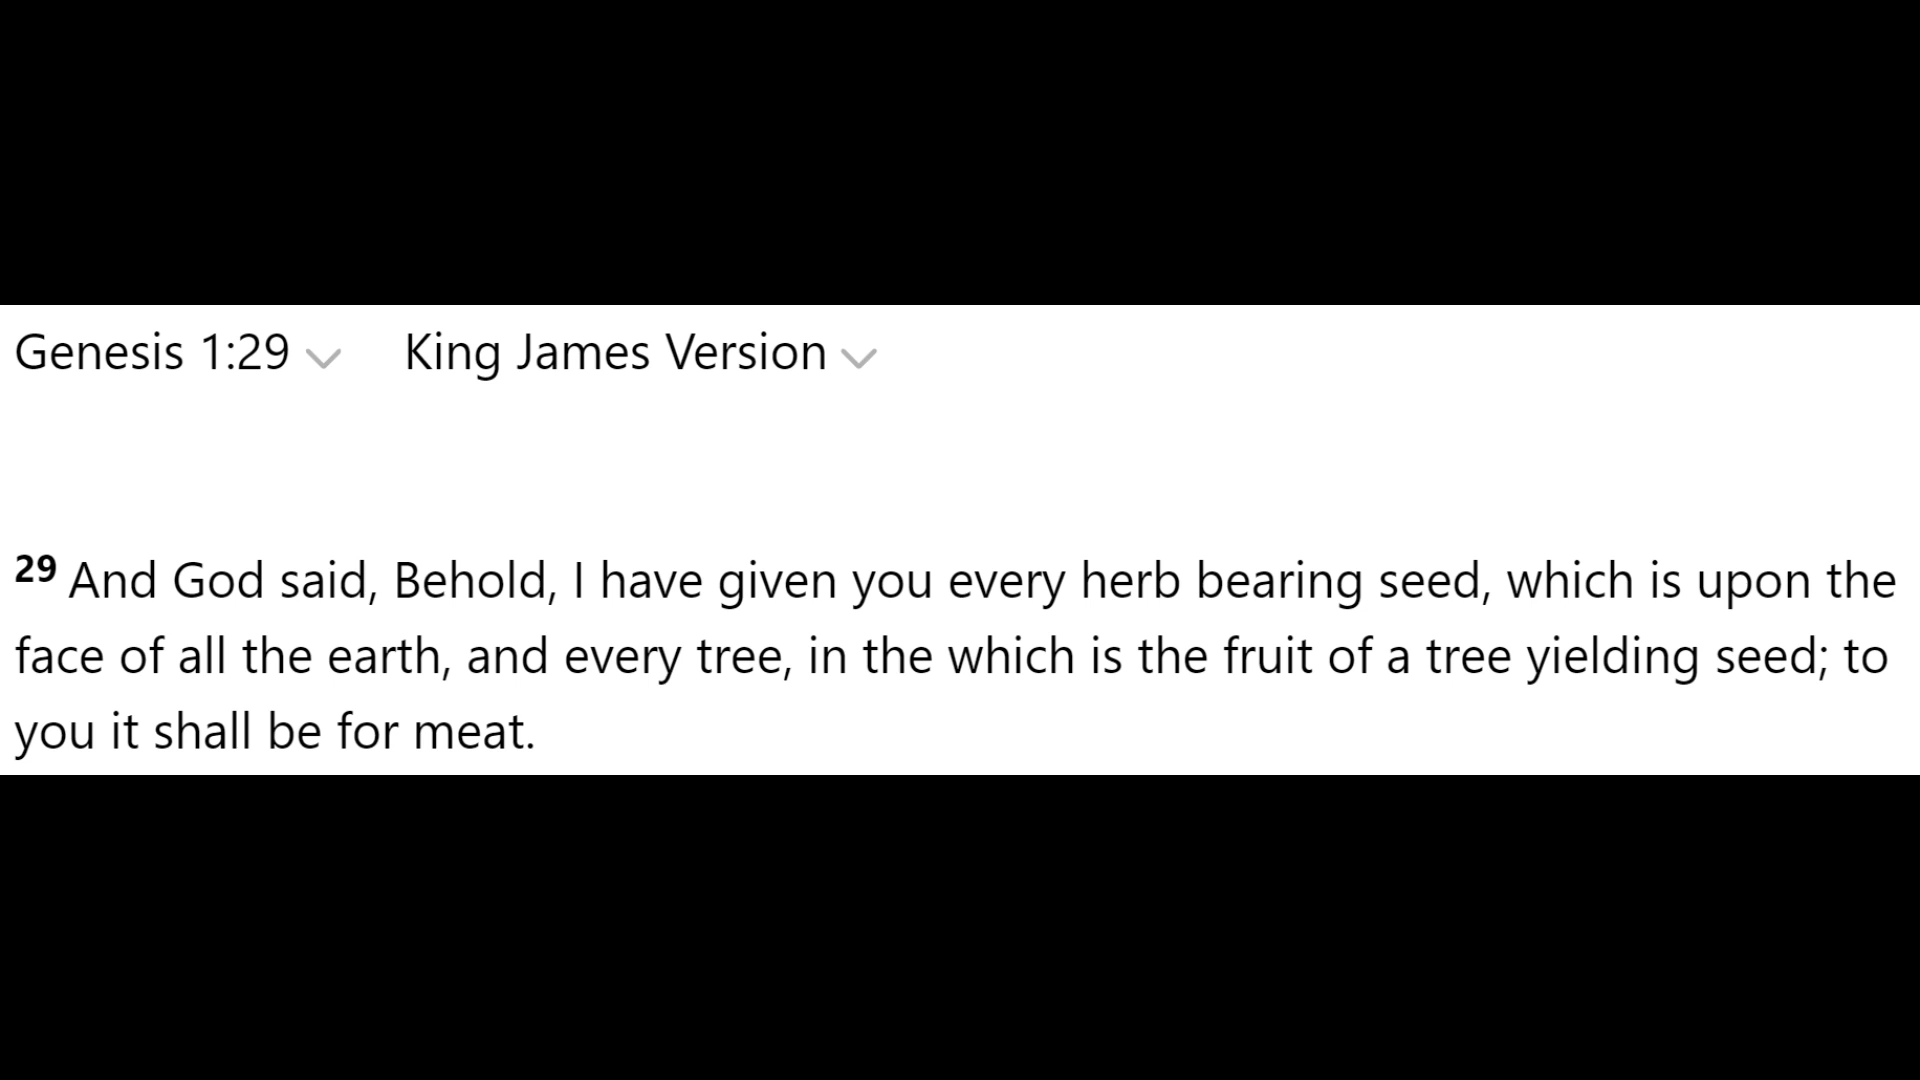 Genesis 1:29 King James Version
29 And God said, Behold, I have given you every herb bearing seed, which is upon the
face of all the earth, and every tree, in the which is the fruit of a tree yielding seed; to
you it shall be for meat.